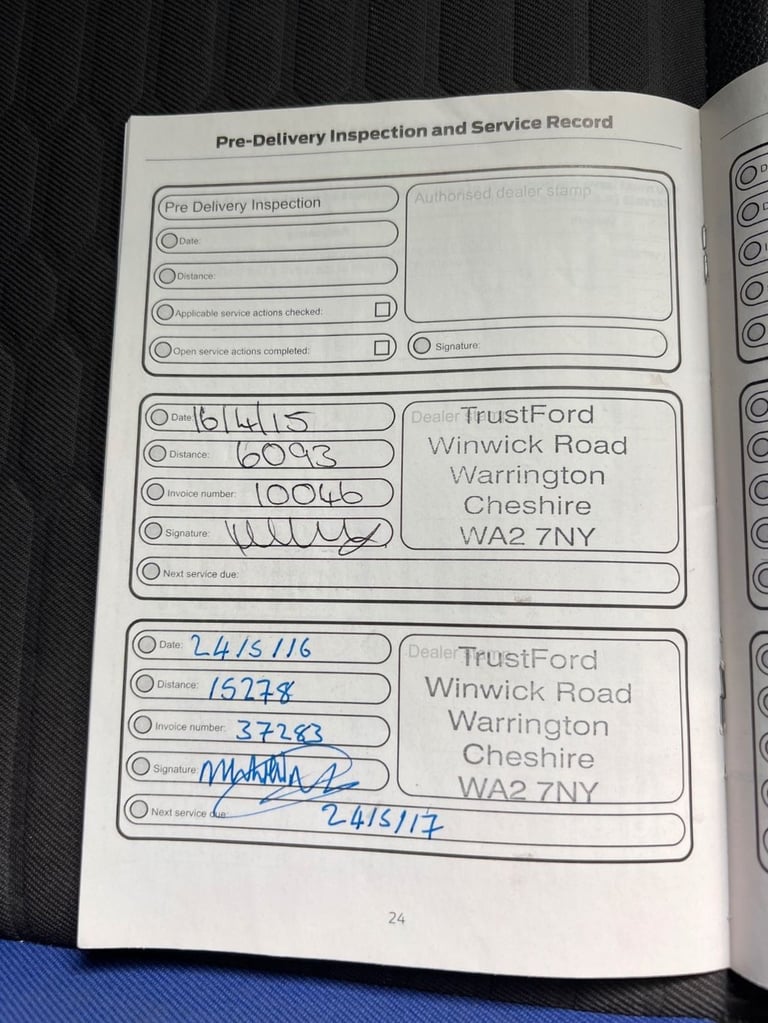 Pre-Delivery Inspection and Service Record
Pre Delivery Inspection
Date:
Distance:
Applicable service actions checked:
Open service actions completed:
Authorised dealer stamp
Signature:
Date: 16/4/15
Distance: 6093
Invoice number: 10046
Signature:
Next service due:
Dealer
TrustFord
Winwick Road
Warrington
Cheshire
WA2 7NY
Date: 24/5/16
Distance: 15278
Invoice number: 37283
Signature:
Next service due: 24/5/17
Dealer
TrustFord
Winwick Road
Warrington
Cheshire
WA2 7NY
24